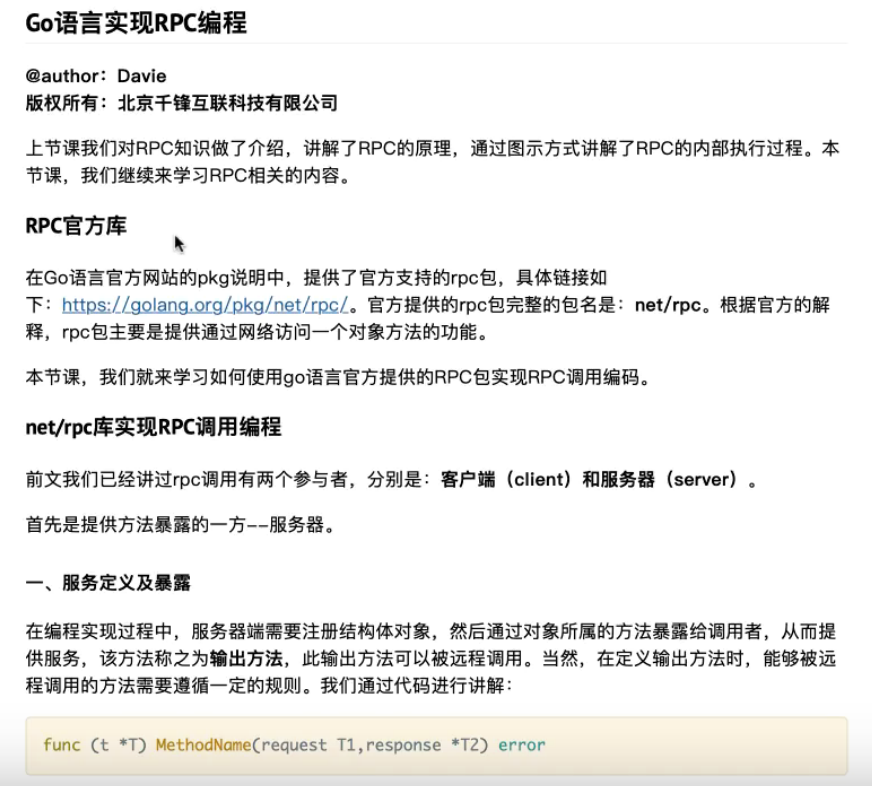 Go语言实现RPC编程
@author：Davie
版权所有：北京千锋互联科技有限公司
上节课我们对RPC知识做了介绍，讲解了RPC的原理，通过图示方式讲解了RPC的内部执行过程。本
节课，我们继续来学习RPC相关的内容。
RPC官方库
在Go语言官方网站的pkg说明中，提供了官方支持的rpc包，具体链接如
下：https://golang.org/pkg/net/rpc/。官方提供的rpc包完整的包名是：net/rpc。根据官方的解
释，rpc包主要是提供通过网络访问一个对象方法的功能。
本节课，我们就来学习如何使用go语言官方提供的RPC包实现RPC调用编码。
net/rpc库实现RPC调用编程
前文我们已经讲过rpc调用有两个参与者，分别是：客户端（client）和服务器（server）。
首先是提供方法暴露的一方--服务器。
一、服务定义及暴露
在编程实现过程中，服务器端需要注册结构体对象，然后通过对象所属的方法暴露给调用者，从而提
供服务，该方法称之为输出方法，此输出方法可以被远程调用。当然，在定义输出方法时，能够被远
程调用的方法需要遵循一定的规则。我们通过代码进行讲解：
func (t *T) MethodName(request T1,response *T2) error